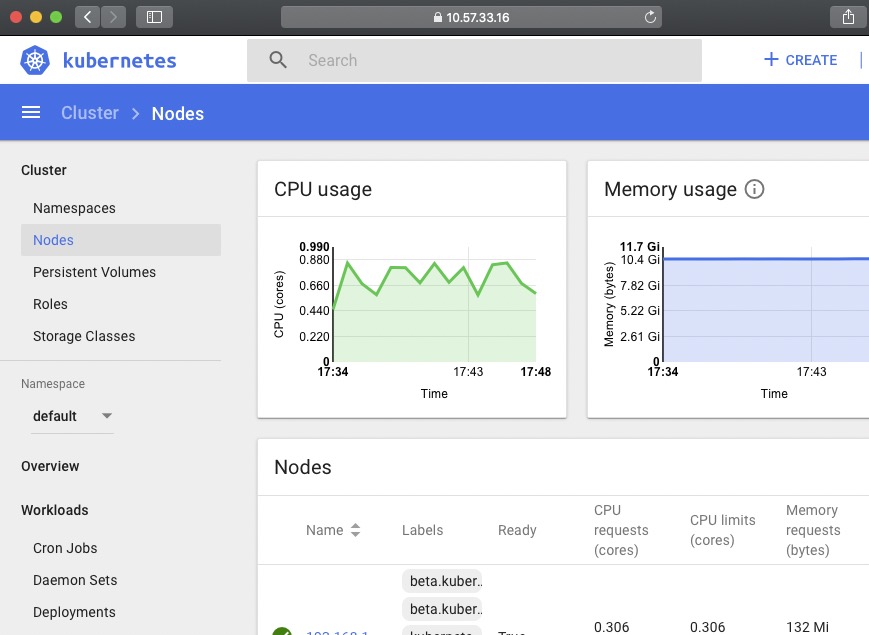 10.57.33.16
kubernetes
Search
+ CREATE |
Cluster > Nodes
Cluster
Namespaces
Nodes
Persistent Volumes
Roles
Storage Classes
Namespace
default
Overview
Workloads
Cron Jobs
Daemon Sets
Deployments
CPU usage
CPU (cores)
0.990
0.880
0.660
0.440
0.220
0
17:34 17:43 17:48
Time
Memory usage
Memory (bytes)
11.7 Gi
10.4 Gi
7.82 Gi
5.22 Gi
2.61 Gi
0
17:34 17:43
Time
Nodes
Name Labels Ready
CPU
requests
(cores)
CPU limits
(cores)
Memory
requests
(bytes)
beta.kuber..
beta.kuber..
0.306 0.306 132 Mi